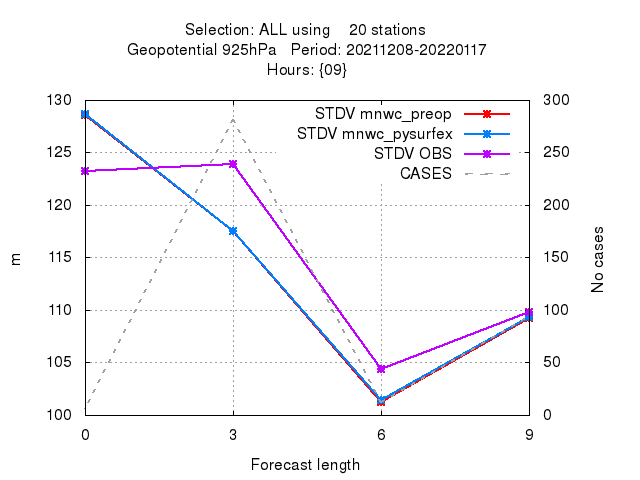 Selection: ALL using    20 stations
Geopotential 925hPa   Period: 20211208-20220117
Hours: {09}
STDV mnwc_preop
STDV mnwc_pysurfex
STDV OBS
CASES
130
125
120
115
110
105
100
300
250
200
150
100
50
0
m
No cases
0 3 6 9
Forecast length